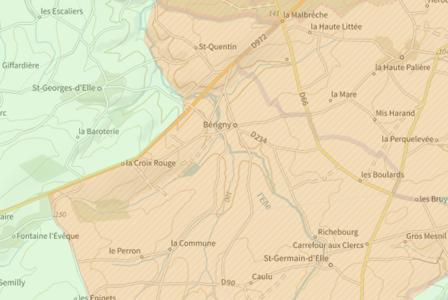 les Escaliers
141
la Malbrèche
la Haute Littée
St-Quentin
D972
Giffardière
la Haute Palière
St-Georges-d'Elle
D66
la Mare
Mis Harand
Bérigny
la Baroterie
D234
la Perquelevée
la Croix Rouge
les Boulards
l'Elle
les Bruy
aire
150
Fontaine l'Évêque
Richebourg
Gros Mesnil
la Commune
Carrefour aux Clercs
le Perron
St-Germain-d'Elle
Semilly
Caulu
D90
les Epinets